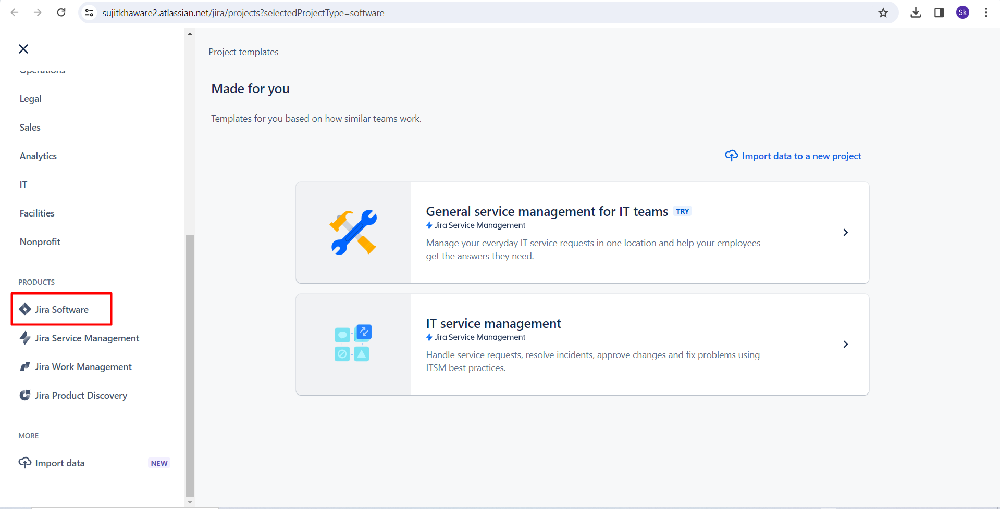 sujitkhaware2.atlassian.net/jira/projects?selectedProjectType=software
Sk
Operations
Legal
Sales
Analytics
IT
Facilities
Nonprofit
PRODUCTS
Jira Software
Jira Service Management
Jira Work Management
Jira Product Discovery
MORE
Import data NEW
Project templates
Made for you
Templates for you based on how similar teams work.
Import data to a new project
General service management for IT teams TRY
Jira Service Management
Manage your everyday IT service requests in one location and help your employees
get the answers they need.
IT service management
Jira Service Management
Handle service requests, resolve incidents, approve changes and fix problems using
ITSM best practices.